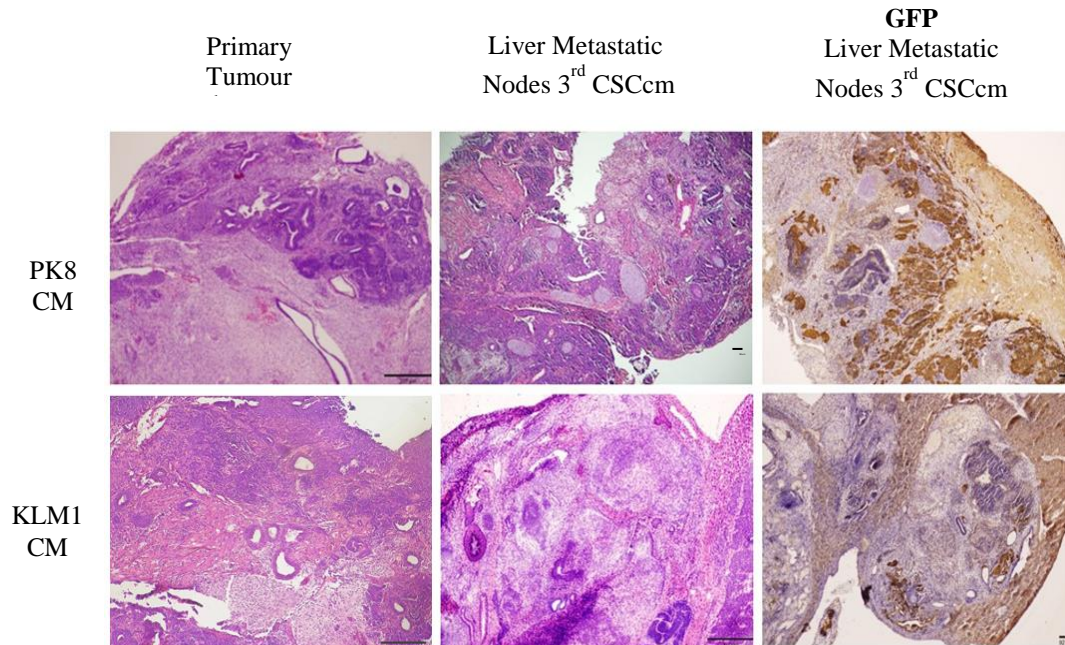 Primary
Tumour
Liver Metastatic
Nodes 3rd CSCcm
GFP
Liver Metastatic
Nodes 3rd CSCcm
PK8
CM
KLM1
CM